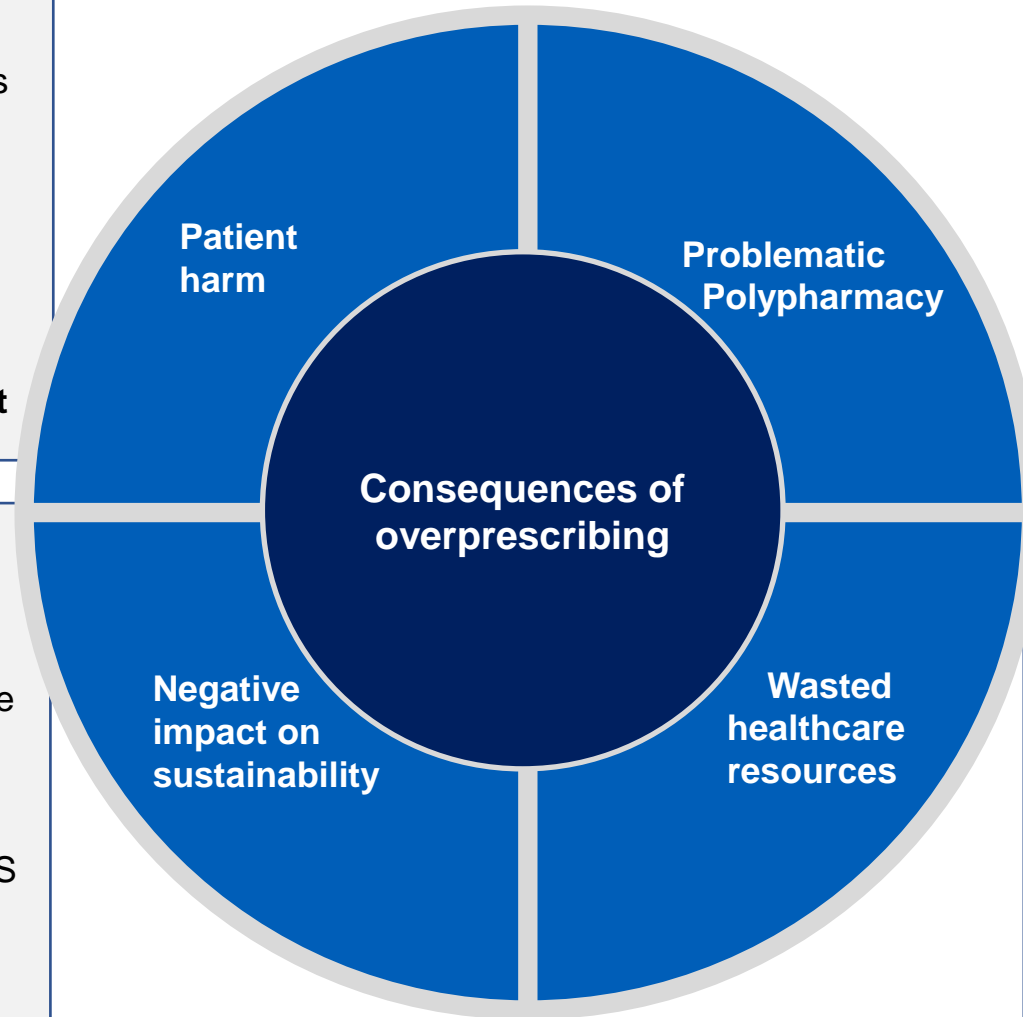 Patient
harm
Problematic
Polypharmacy
Consequences of
overprescribing
Negative
impact on
sustainability
Wasted
healthcare
resources